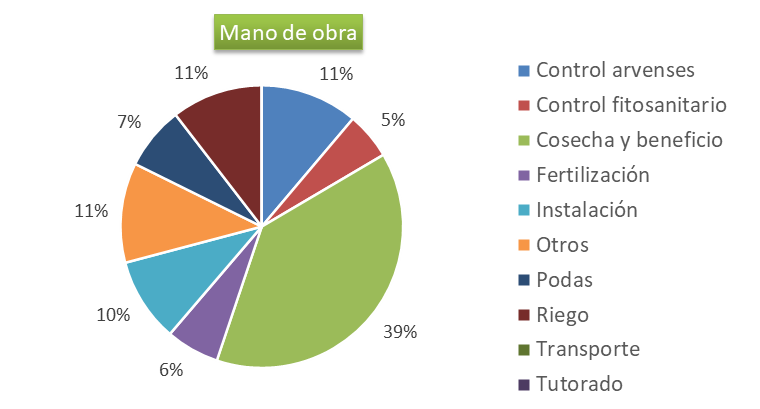 Mano de obra
11%
11%
5%
7%
11%
10%
6%
39%
Control arvenses
Control fitosanitario
Cosecha y beneficio
Fertilización
Instalación
Otros
Podas
Riego
Transporte
Tutorado